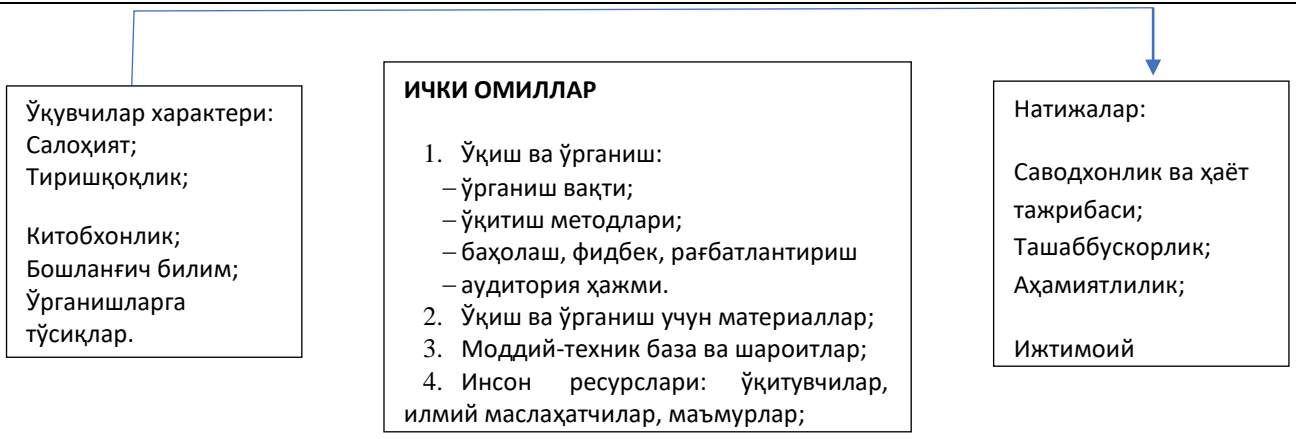 Ўқувчилар характери:
Салоҳият;
Тиришқоқлик;
Китобхонлик;
Бошланғич билим;
Ўрганишларга
тўсиқлар.
ИЧКИ ОМИЛЛАР
1. Ўқиш ва ўрганиш:
–ўрганиш вақти;
–ўқитиш методлари;
–баҳолаш, фидбек, рағбатлантириш
–аудитория ҳажми.
2. Ўқиш ва ўрганиш учун материаллар;
3. Моддий-техник база ва шароитлар;
4. Инсон ресурслари: ўқитувчилар,
илмий маслаҳатчилар, маъмурлар;
Натижалар:
Саводхонлик ва ҳаёт
тажрибаси;
Ташаббускорлик;
Аҳамиятлилик;
Ижтимоий